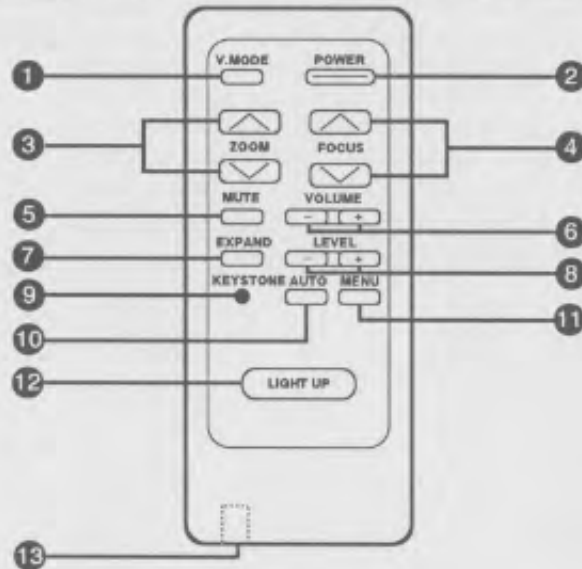 V.MODE POWER
1 2
3 ZOOM FOCUS 4
MUTE VOLUME
5 - + 6
EXPAND LEVEL
7 - + 8
9 KEYSTONE AUTO MENU
10 11
12 LIGHT UP
13